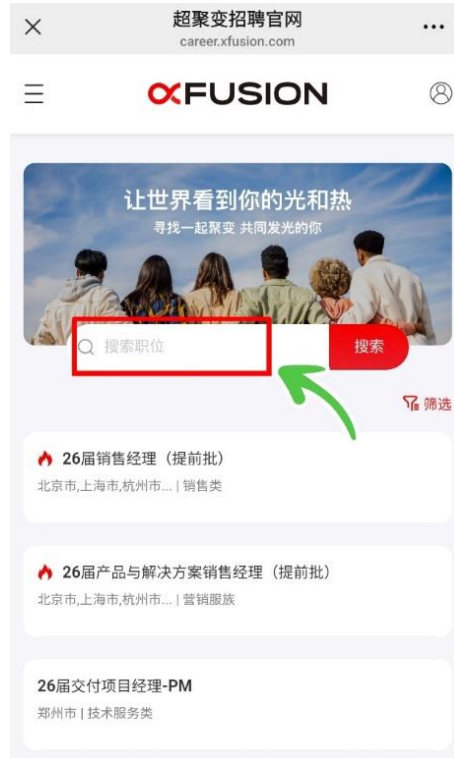 超聚变招聘官网
career.xfusion.com
XFUSION
让世界看到你的光和热
寻找一起聚变 共同发光的你
搜索职位
搜索
筛选
26届销售经理（提前批）
北京市,上海市,杭州市... | 销售类
26届产品与解决方案销售经理（提前批）
北京市,上海市,杭州市... | 营销服族
26届交付项目经理-PM
郑州市 | 技术服务类